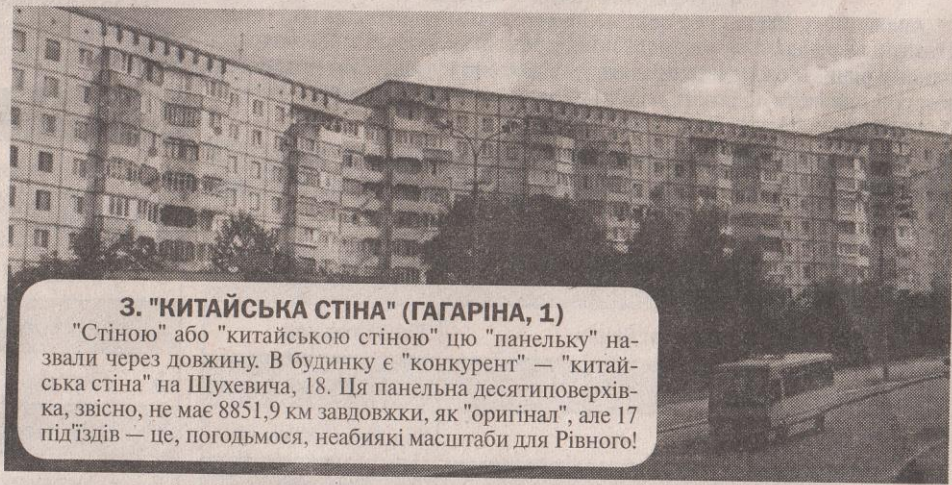 3. "КИТАЙСЬКА СТІНА" (ГАГАРІНА, 1)
"Стіною" або "китайською стіною" цю "панельку" на-
звали через довжину. В будинку є "конкурент" — "китай-
ська стіна" на Шухевича, 18. Ця панельна десятиповерхів-
ка, звісно, не має 8851,9 км завдовжки, як "оригінал", але 17
під'їздів — це, погодьмося, неабиякі масштаби для Рівного!